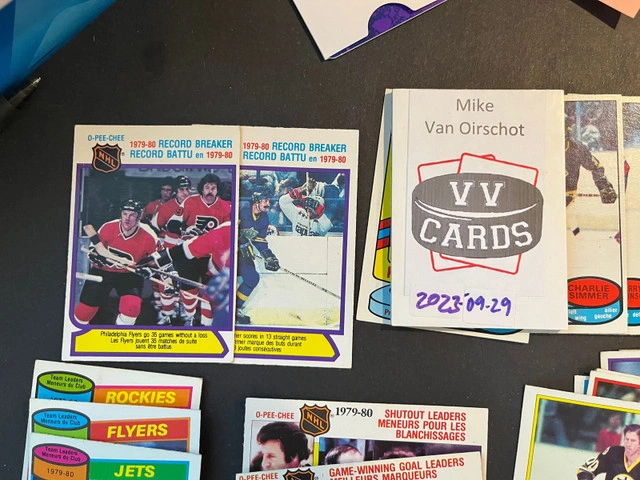 O-PEE-CHEE
NHL
1979-80 RECORD BREAKER
RECORD BATTU en 1979-80
Philadelphia Flyers go 35 games without a loss
Les Flyers jouent 35 matches de suite
sans être battus
1979-80 RECORD BREAKER
RECORD BATTU en 1979-80
scores in 13 straight games
marque des buts durant
joutes consécutives
Mike
Van Oirschot
VV
CARDS
2023-09-29
CHARLIE
SIMMER
Team Leaders
Meneurs du Club
ROCKIES
Team Leaders
Meneurs du Club
FLYERS
Team Leaders
Meneurs du Club
1979-80
JETS
O-PEE-CHEE
NHL
1979-80
SHUTOUT LEADERS
MENEURS POUR LES
BLANCHISSAGES
O-PEE-CHEE
GAME-WINNING GOAL LEADERS
MEILLEURS MARQUEURS